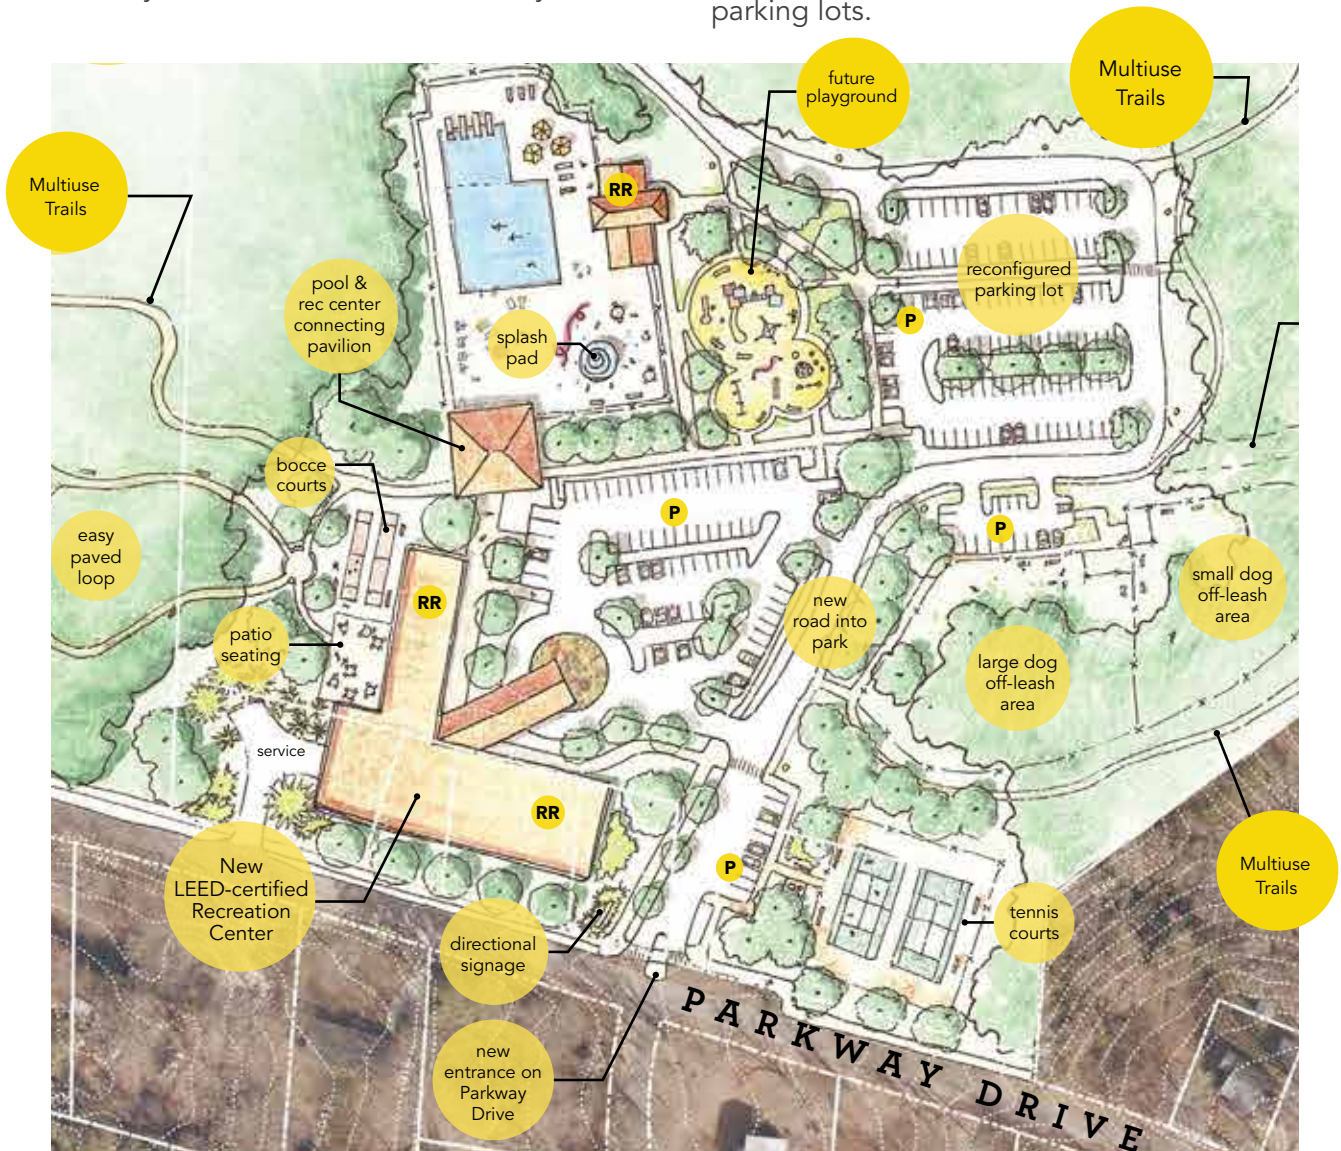 parking lots.
future
playground
Multiuse
Trails
Multiuse
Trails
RR
reconfigured
parking lot
pool &
rec center
connecting
pavilion
P
splash
pad
bocce
courts
P
P
easy
paved
loop
small dog
off-leash
area
RR
new
road into
park
patio
seating
large dog
off-leash
area
service
RR
New
LEED-certified
Recreation
Center
P
Multiuse
Trails
tennis
courts
directional
signage
PARKWAY DRIVE
new
entrance on
Parkway
Drive